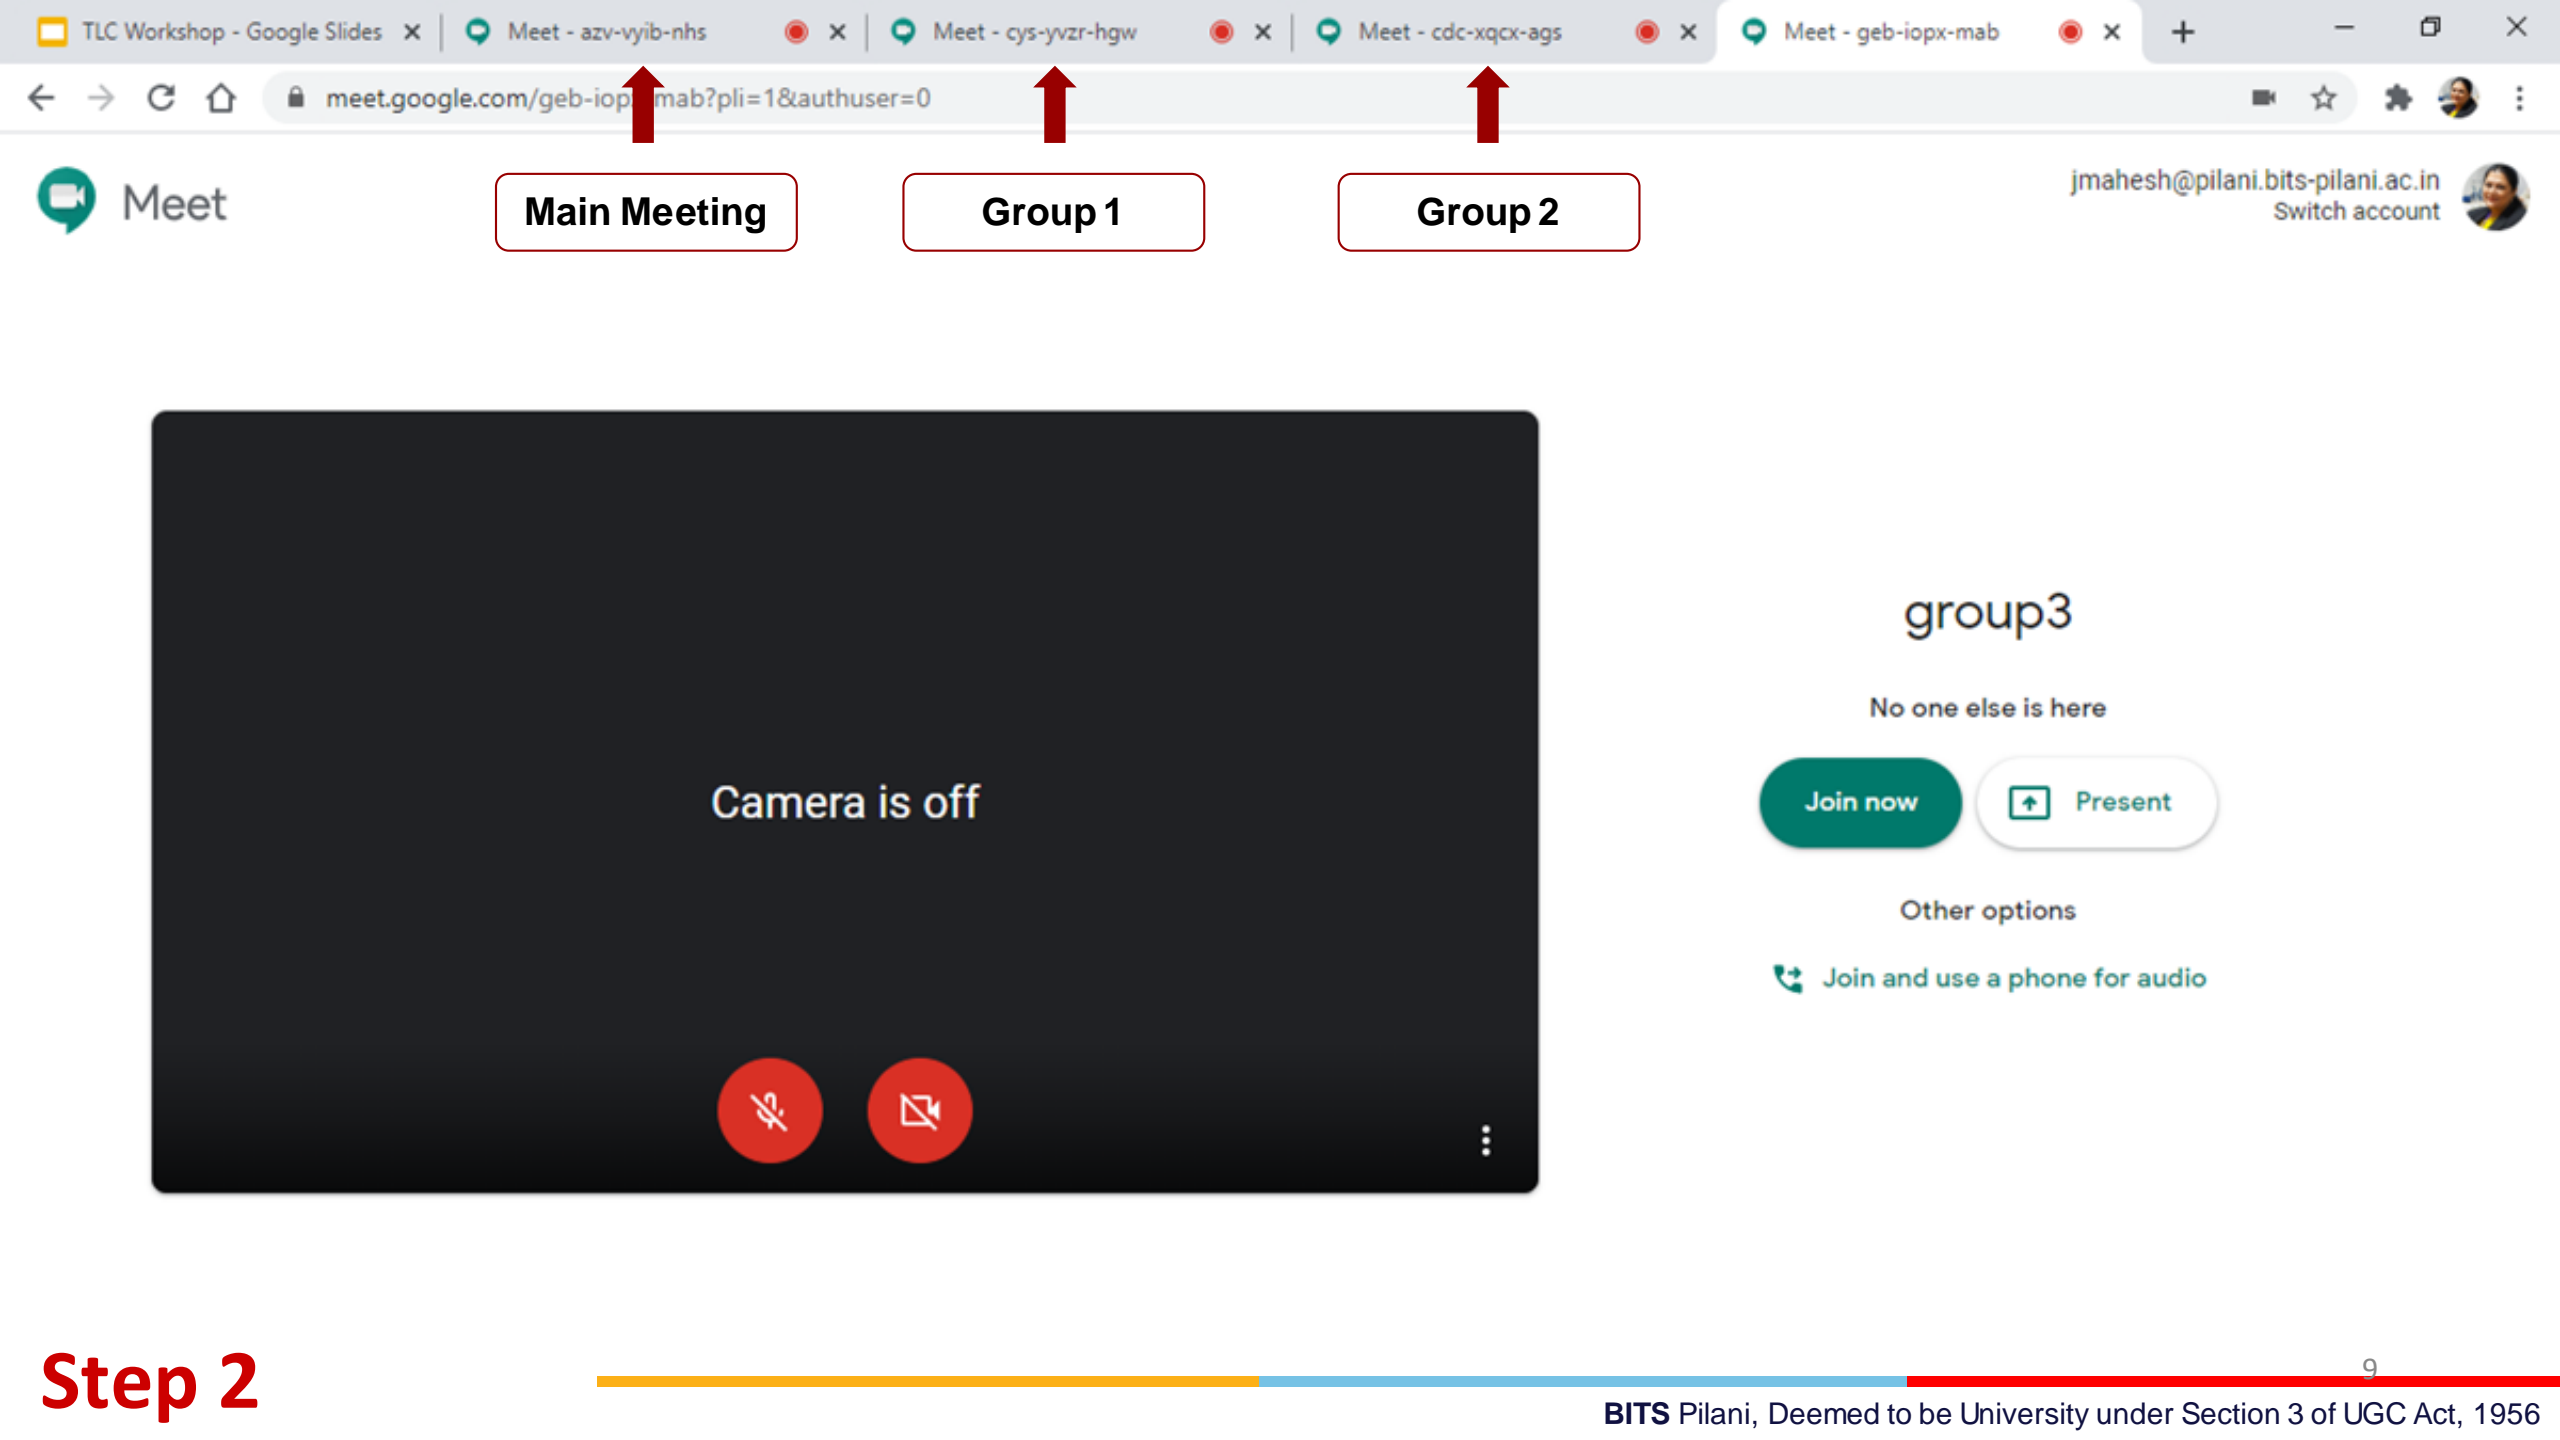 TLC Workshop - Google Slides
Meet - azv-vyib-nhs
Meet - cys-yvzr-hgw
Meet - cdc-xqcx-ags
Meet - geb-iopx-mab
meet.google.com/geb-iop mab?pli=1&authuser=0
Meet
Main Meeting
Group 1
Group 2
jmahesh@pilani.bits-pilani.ac.in
Switch account
Camera is off
group3
No one else is here
Join now
Present
Other options
Join and use a phone for audio
Step 2
9
BITS Pilani, Deemed to be University under Section 3 of UGC Act, 1956